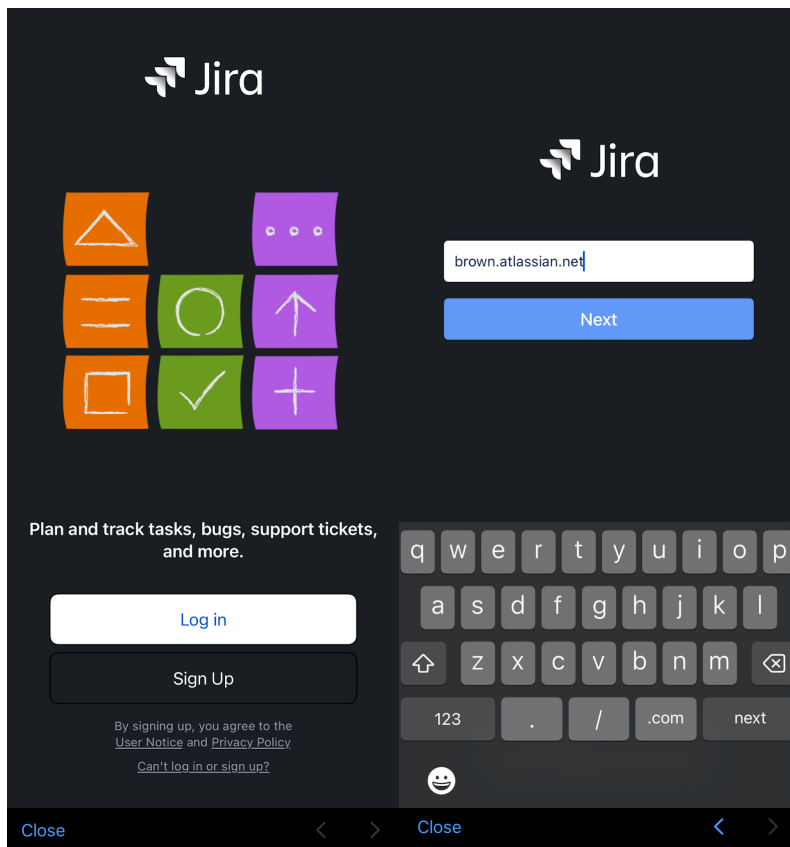 Jira
Plan and track tasks, bugs, support tickets,
and more.
Log in
Sign Up
By signing up, you agree to the
User Notice and Privacy Policy
Can't log in or sign up?
Close
Jira
brown.atlassian.net
Next
q w e r t y u i o p
a s d f g h j k l
z x c v b n m
123 . / .com next
Close